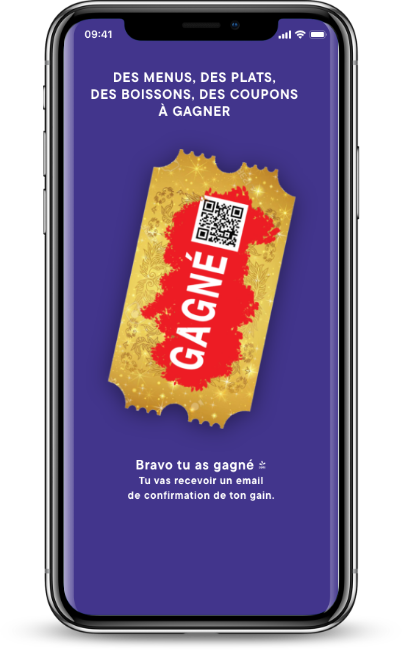 09:41
DES MENUS, DES PLATS,
DES BOISSONS, DES COUPONS
À GAGNER
GAGNÉ
Bravo tu as gagné
Tu vas recevoir un email
de confirmation de ton gain.